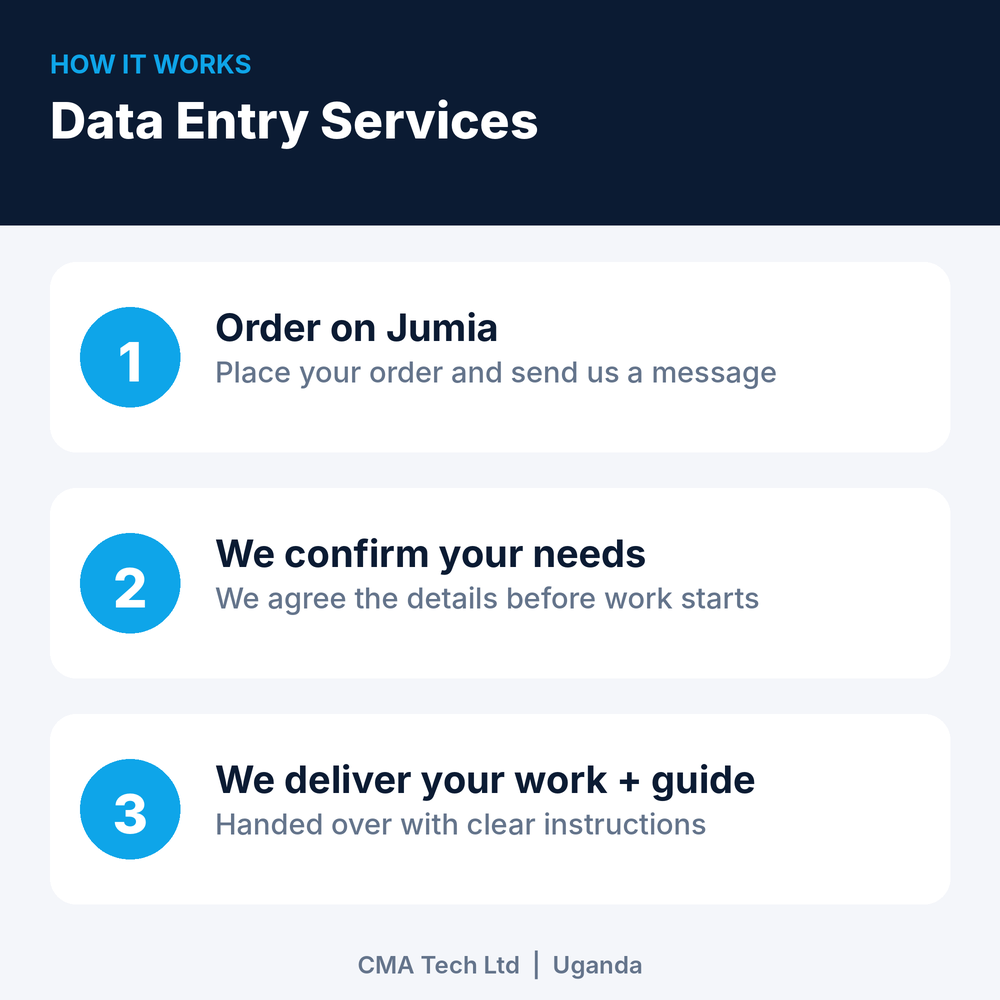 HOW IT WORKS
Data Entry Services
1
Order on Jumia
Place your order and send us a message
2
We confirm your needs
We agree the details before work starts
3
We deliver your work + guide
Handed over with clear instructions
CMA Tech Ltd | Uganda